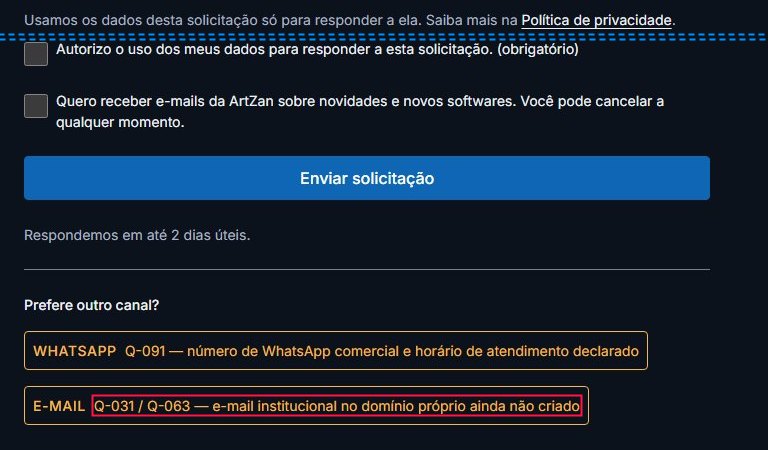 Usamos os dados desta solicitação só para responder a ela. Saiba mais na Política de privacidade.
Autorizo o uso dos meus dados para responder a esta solicitação. (obrigatório)
Quero receber e-mails da ArtZan sobre novidades e novos softwares. Você pode cancelar a
qualquer momento.
Enviar solicitação
Respondemos em até 2 dias úteis.
Prefere outro canal?
WHATSAPP Q-091 — número de WhatsApp comercial e horário de atendimento declarado
E-MAIL Q-031 / Q-063 — e-mail institucional no domínio próprio ainda não criado